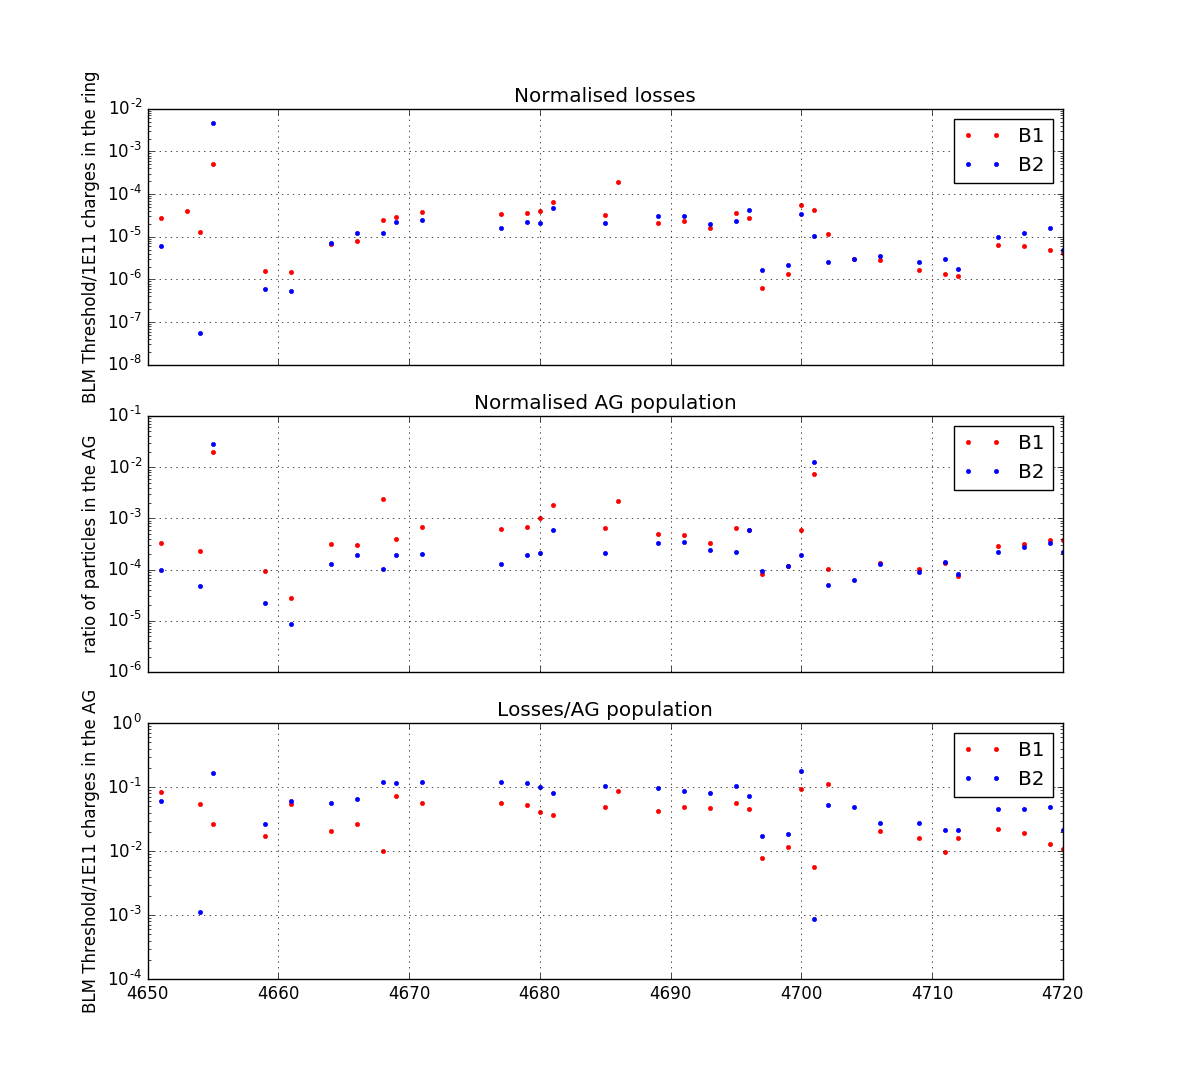 Normalised losses
BLM Threshold/1E11 charges in the ring
10^-2
10^-3
10^-4
10^-5
10^-6
10^-7
10^-8
B1
B2
Normalised AG population
ratio of particles in the AG
10^-1
10^-2
10^-3
10^-4
10^-5
10^-6
B1
B2
Losses/AG population
BLM Threshold/1E11 charges in the AG
10^0
10^-1
10^-2
10^-3
10^-4
B1
B2
4650 4660 4670 4680 4690 4700 4710 4720